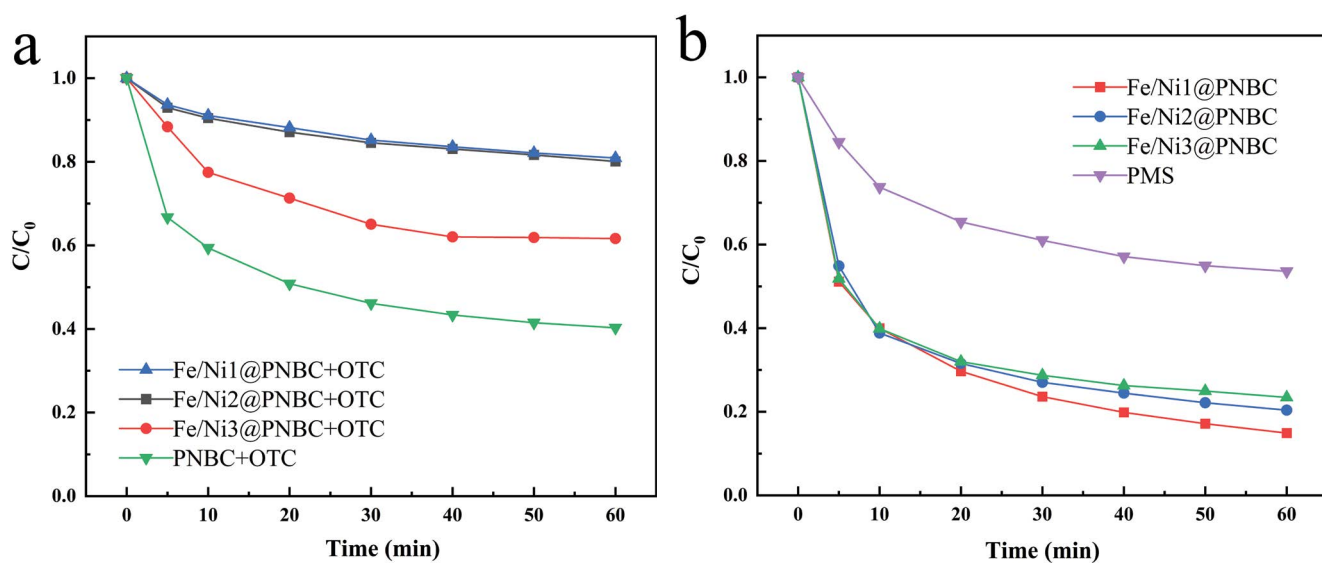 a
C/C₀
1.0
0.8
0.6
0.4
0.2
0.0
Fe/Ni1@PNBC+OTC
Fe/Ni2@PNBC+OTC
Fe/Ni3@PNBC+OTC
PNBC+OTC
0 10 20 30 40 50 60
Time (min)
b
C/C₀
1.0
0.8
0.6
0.4
0.2
0.0
Fe/Ni1@PNBC
Fe/Ni2@PNBC
Fe/Ni3@PNBC
PMS
0 10 20 30 40 50 60
Time (min)